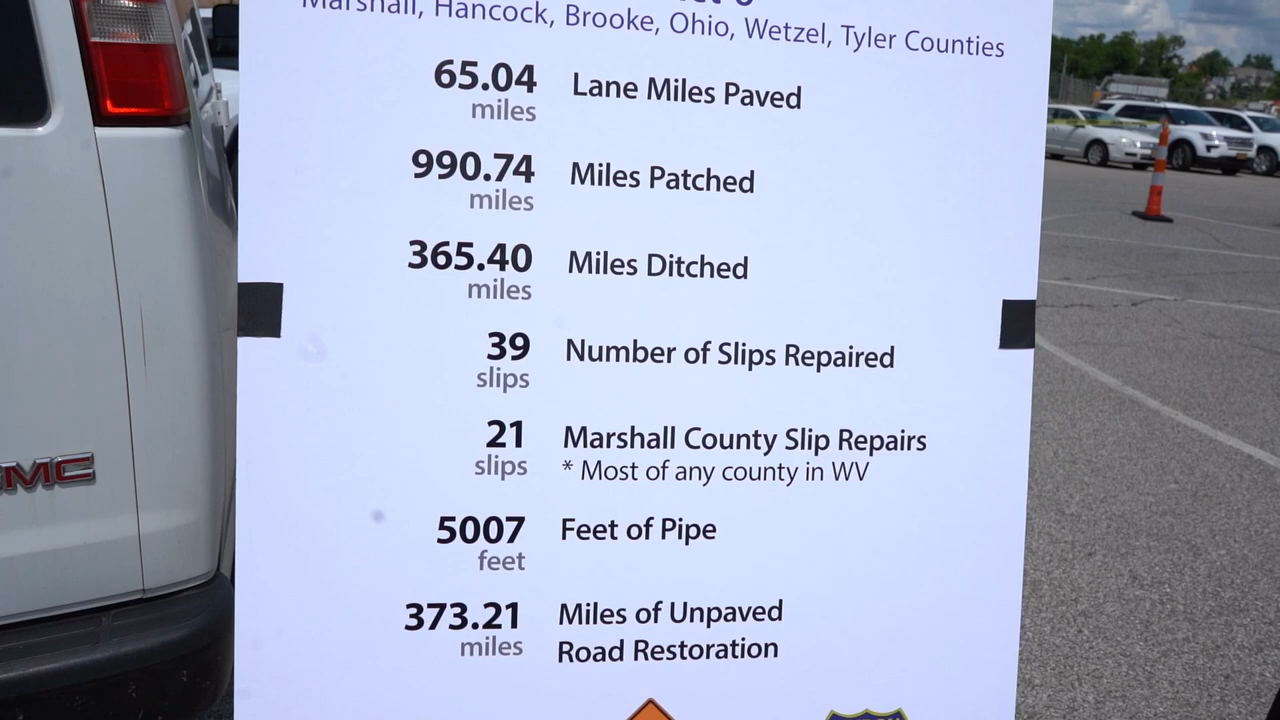 Marshall, Hancock, Brooke, Ohio, Wetzel, Tyler Counties
65.04 Lane Miles Paved
miles
990.74 Miles Patched
miles
365.40 Miles Ditched
miles
39 Number of Slips Repaired
slips
21 Marshall County Slip Repairs
slips * Most of any county in WV
5007 Feet of Pipe
feet
373.21 Miles of Unpaved
miles Road Restoration